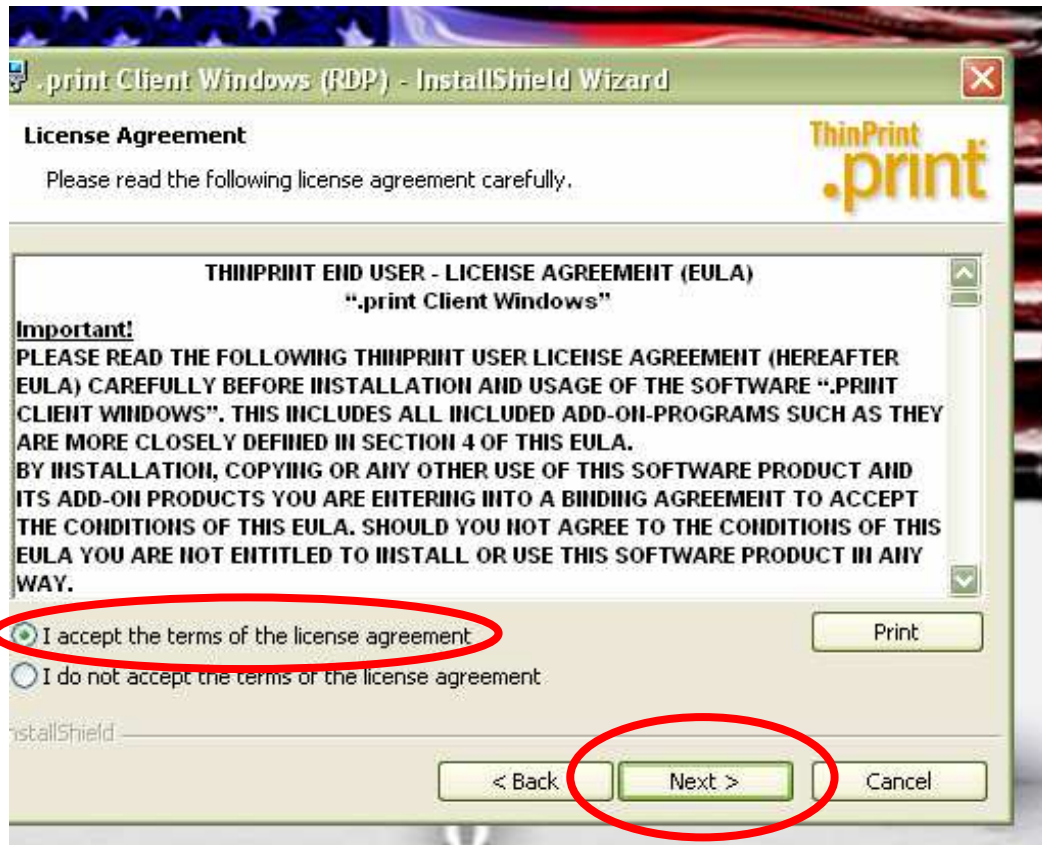 .print Client Windows (RDP) - InstallShield Wizard
License Agreement
Please read the following license agreement carefully.
ThinPrint
.print
THINPRINT END USER - LICENSE AGREEMENT (EULA)
“.print Client Windows”
Important!
PLEASE READ THE FOLLOWING THINPRINT USER LICENSE AGREEMENT (HEREAFTER
EULA) CAREFULLY BEFORE INSTALLATION AND USAGE OF THE SOFTWARE “.PRINT
CLIENT WINDOWS”. THIS INCLUDES ALL INCLUDED ADD-ON-PROGRAMS SUCH AS THEY
ARE MORE CLOSELY DEFINED IN SECTION 4 OF THIS EULA.
BY INSTALLATION, COPYING OR ANY OTHER USE OF THIS SOFTWARE PRODUCT AND
ITS ADD-ON PRODUCTS YOU ARE ENTERING INTO A BINDING AGREEMENT TO ACCEPT
THE CONDITIONS OF THIS EULA. SHOULD YOU NOT AGREE TO THE CONDITIONS OF THIS
EULA YOU ARE NOT ENTITLED TO INSTALL OR USE THIS SOFTWARE PRODUCT IN ANY
WAY.
I accept the terms of the license agreement
Print
I do not accept the terms of the license agreement
nstallShield
< Back
Next >
Cancel